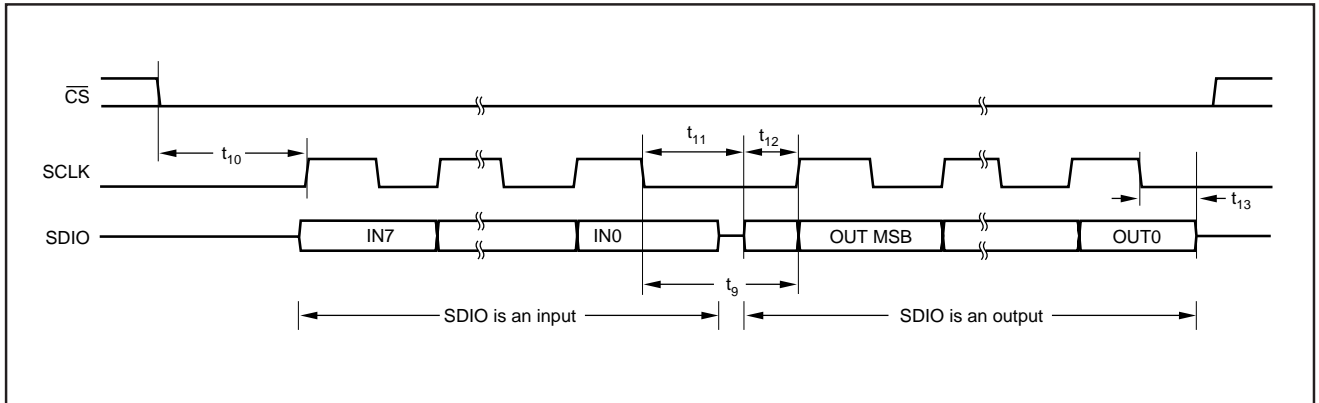 CS
t10
t11
t12
SCLK
t13
SDIO
IN7
IN0
OUT MSB
OUT0
t9
SDIO is an input
SDIO is an output